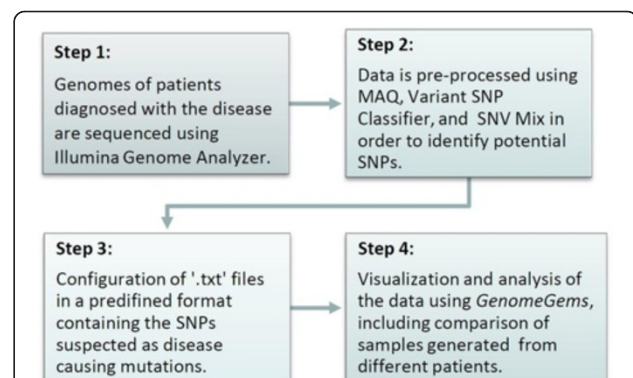 Step 1:
Genomes of patients
diagnosed with the disease
are sequenced using
Illumina Genome Analyzer.
Step 2:
Data is pre-processed using
MAQ, Variant SNP
Classifier, and SNV Mix in
order to identify potential
SNPs.
Step 3:
Configuration of '.txt' files
in a predifined format
containing the SNPs
suspected as disease
causing mutations.
Step 4:
Visualization and analysis of
the data using GenomeGems,
including comparison of
samples generated from
different patients.